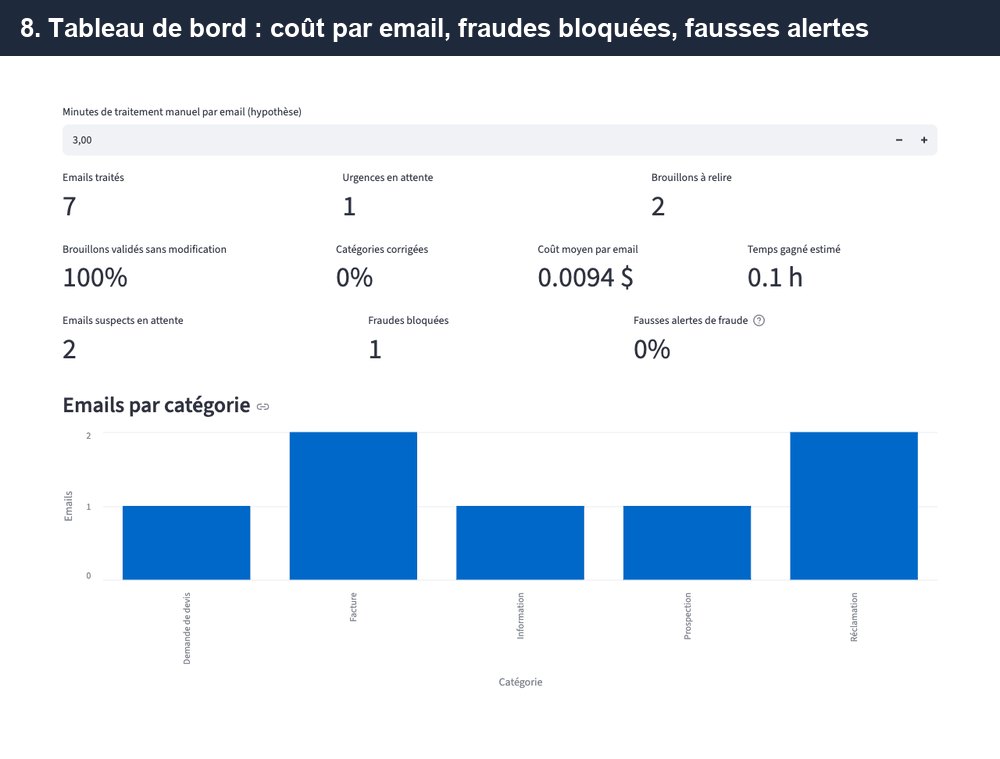 8. Tableau de bord : coût par email, fraudes bloquées, fausses alertes
Minutes de traitement manuel par email (hypothèse)
3,00 − +
Emails traités Urgences en attente Brouillons à relire
7 1 2
Brouillons validés sans modification Catégories corrigées Coût moyen par email Temps gagné estimé
100% 0% 0.0094 $ 0.1 h
Emails suspects en attente Fraudes bloquées Fausses alertes de fraude ?
2 1 0%
Emails par catégorie
2
1
0
Emails
Demande de devis Facture Information Prospection Réclamation
Catégorie